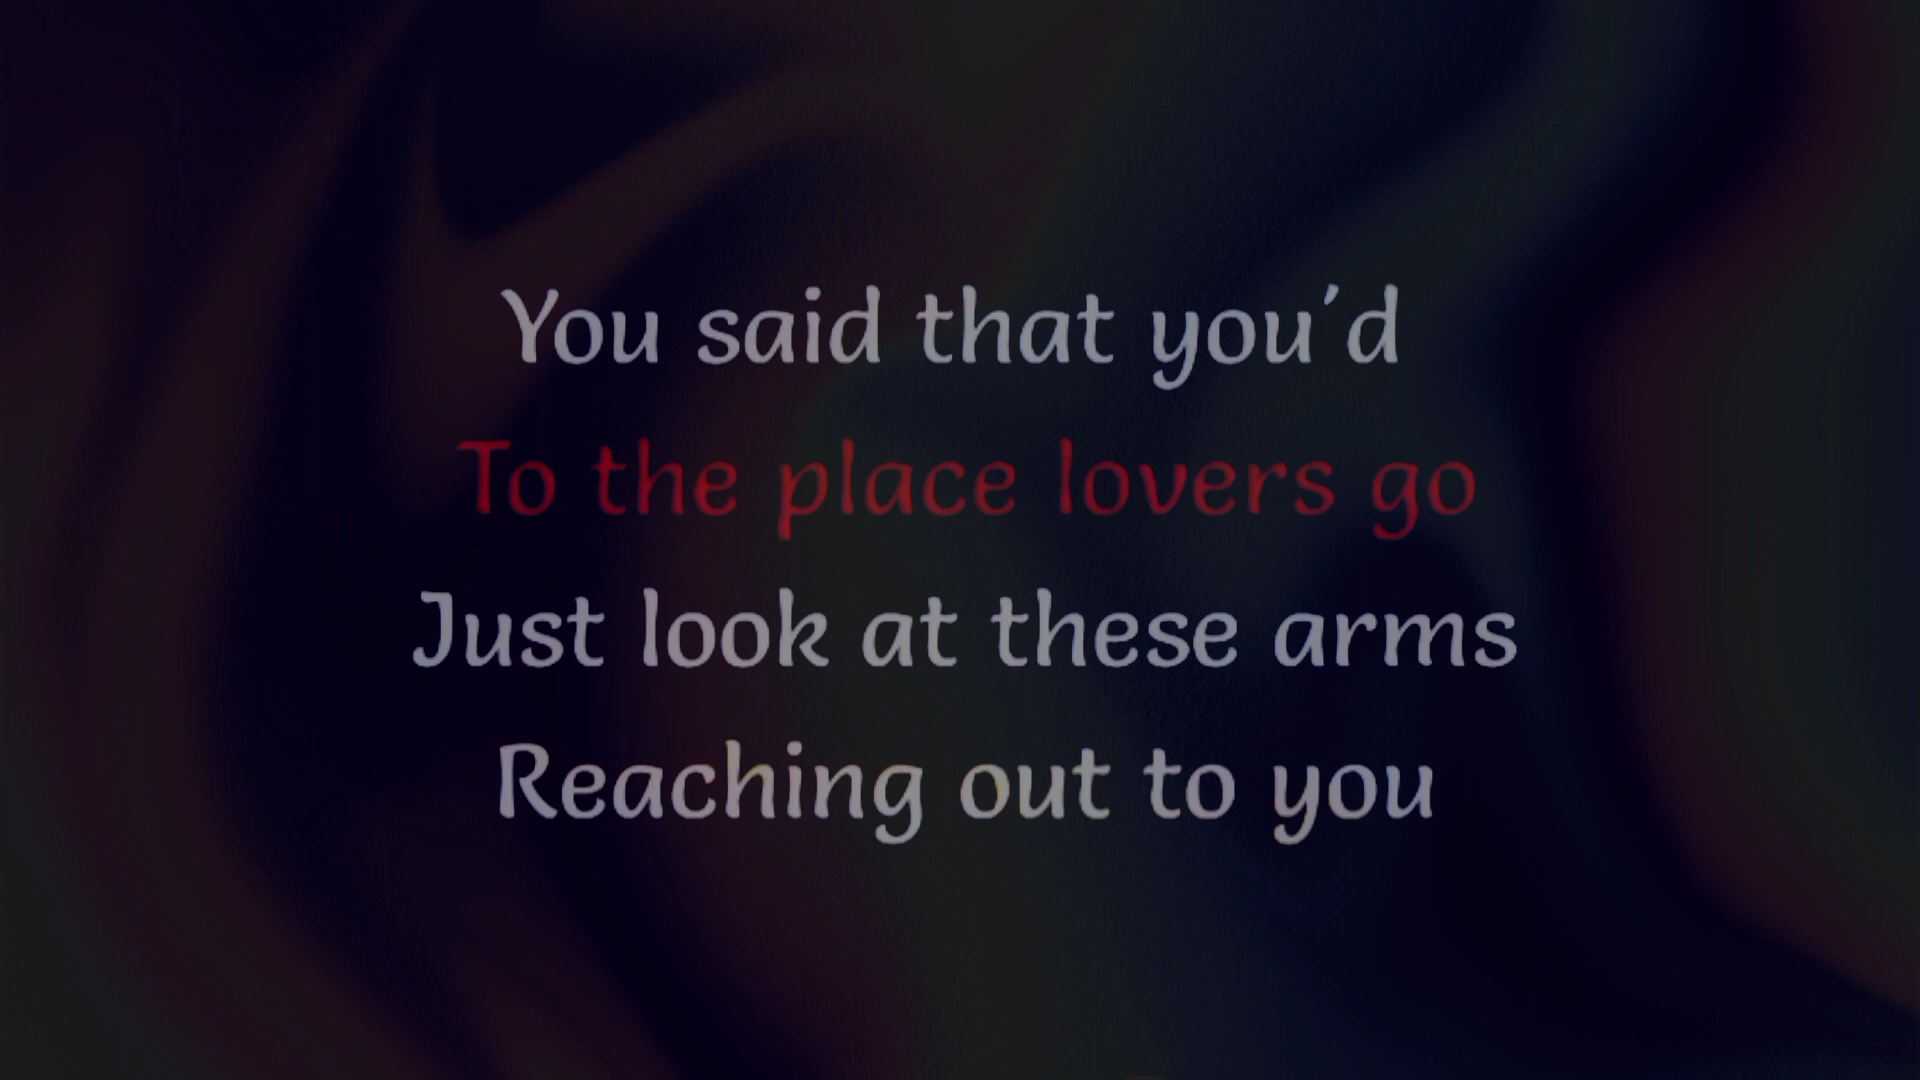 You said that you'd
To the place lovers go
Just look at these arms
Reaching out to you